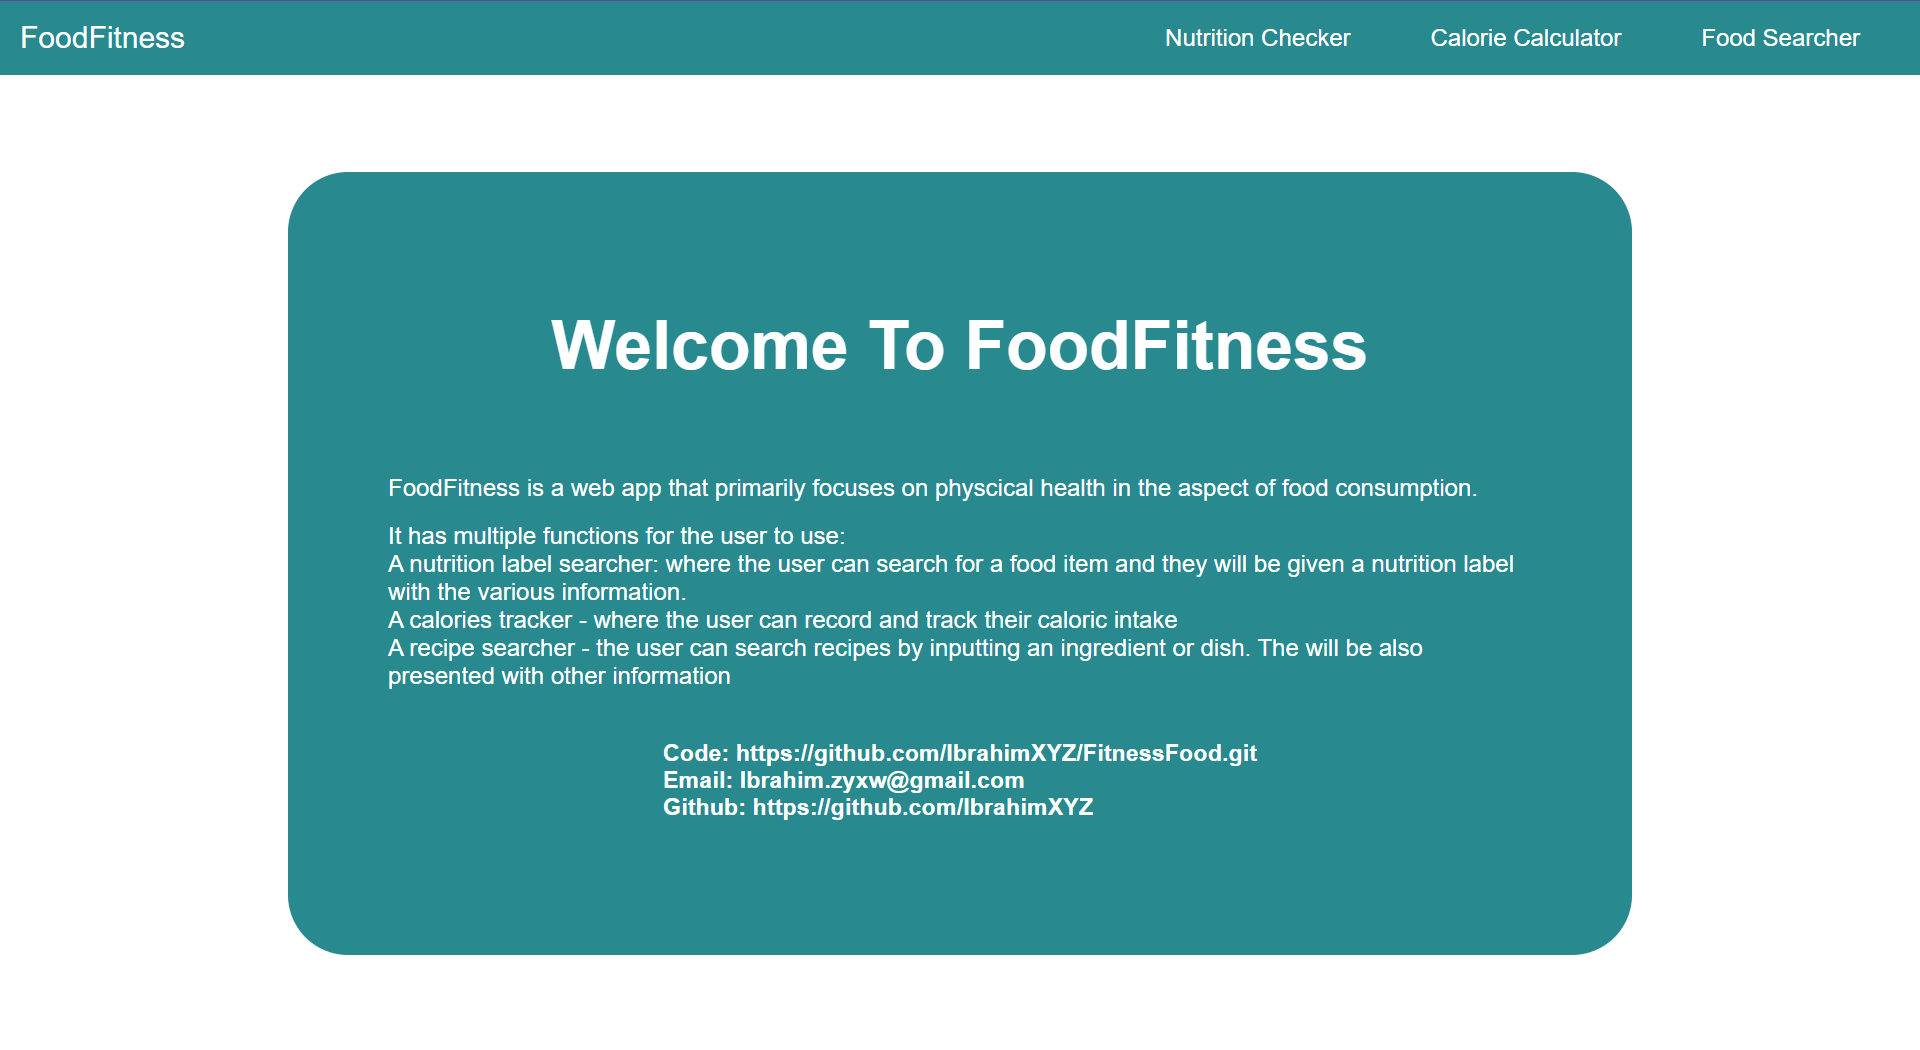 FoodFitness
Nutrition Checker
Calorie Calculator
Food Searcher
Welcome To FoodFitness
FoodFitness is a web app that primarily focuses on physcical health in the aspect of food consumption.
It has multiple functions for the user to use:
A nutrition label searcher: where the user can search for a food item and they will be given a nutrition label
with the various information.
A calories tracker - where the user can record and track their caloric intake
A recipe searcher - the user can search recipes by inputting an ingredient or dish. The will be also
presented with other information
Code: https://github.com/IbrahimXYZ/FitnessFood.git
Email: Ibrahim.zyxw@gmail.com
Github: https://github.com/IbrahimXYZ